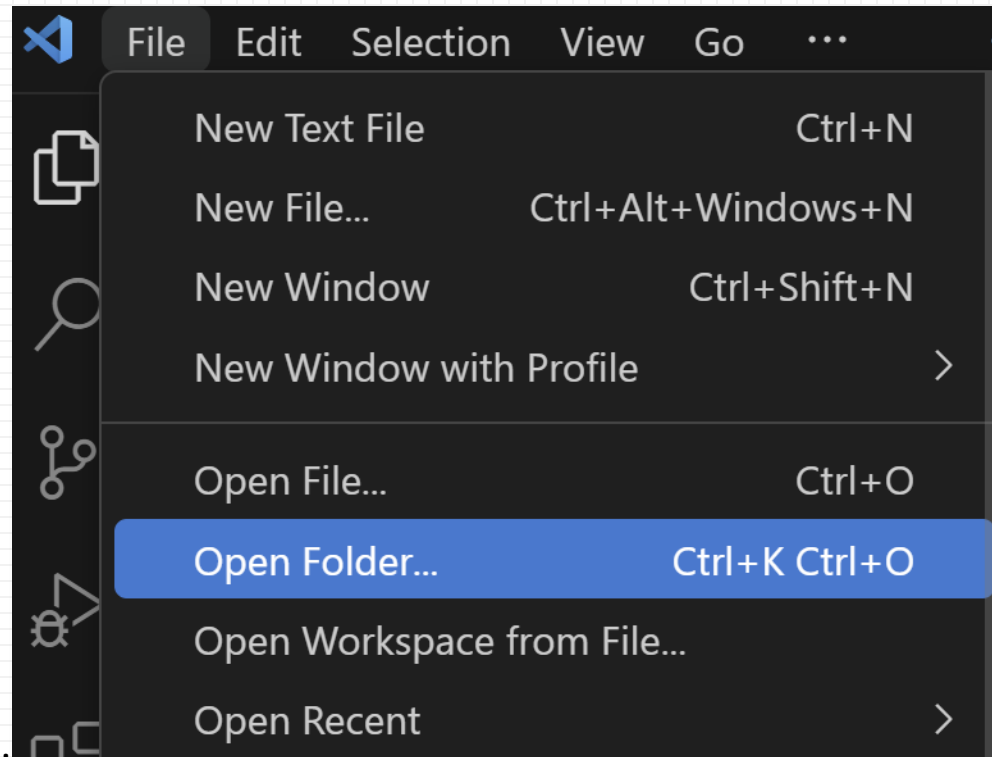 File Edit Selection View Go ...
New Text File Ctrl+N
New File... Ctrl+Alt+Windows+N
New Window Ctrl+Shift+N
New Window with Profile
Open File... Ctrl+O
Open Folder... Ctrl+K Ctrl+O
Open Workspace from File...
Open Recent